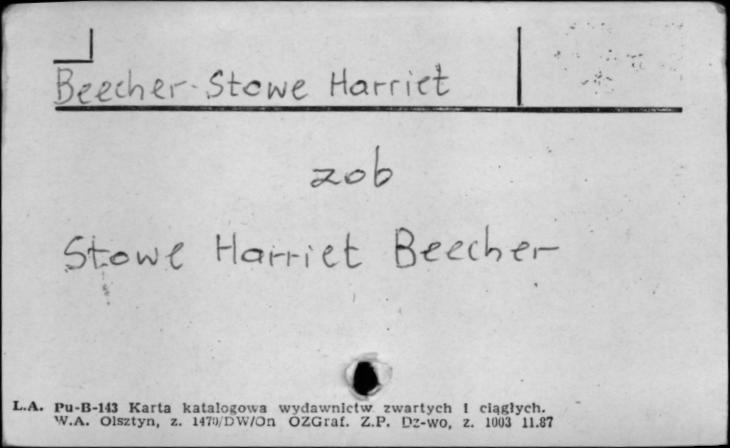 Beecher-Stowe Harriet
zob
Stowe Harriet Beecher
L.A. Pu-B-143 Karta katalogowa wydawnictw zwartych i ciągłych.
W.A. Olsztyn, z. 1470/DW/On OZGraf. Z.P. Dz-wo, z. 1003 11.87